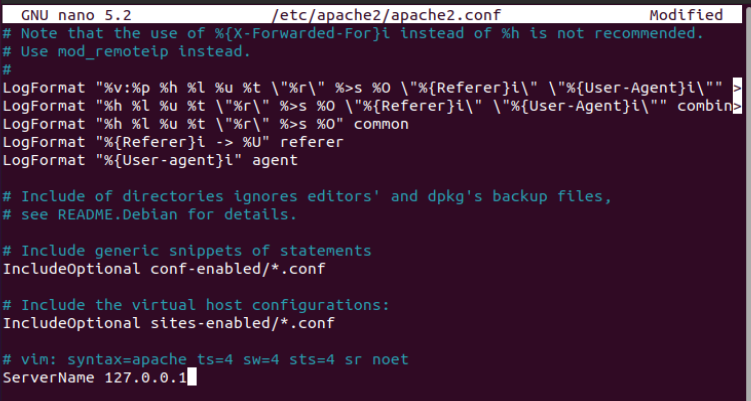 GNU nano 5.2 /etc/apache2/apache2.conf Modified
# Note that the use of %{X-Forwarded-For}i instead of %h is not recommended.
# Use mod_remoteip instead.
#
LogFormat "%v:%p %h %l %u %t \"%r\" %>s %O \"%{Referer}i\" \"%{User-Agent}i\"" >
LogFormat "%h %l %u %t \"%r\" %>s %O \"%{Referer}i\" \"%{User-Agent}i\"" combin>
LogFormat "%h %l %u %t \"%r\" %>s %O" common
LogFormat "%{Referer}i -> %U" referer
LogFormat "%{User-agent}i" agent
# Include of directories ignores editors' and dpkg's backup files,
# see README.Debian for details.
# Include generic snippets of statements
IncludeOptional conf-enabled/*.conf
# Include the virtual host configurations:
IncludeOptional sites-enabled/*.conf
# vim: syntax=apache ts=4 sw=4 sts=4 sr noet
ServerName 127.0.0.1